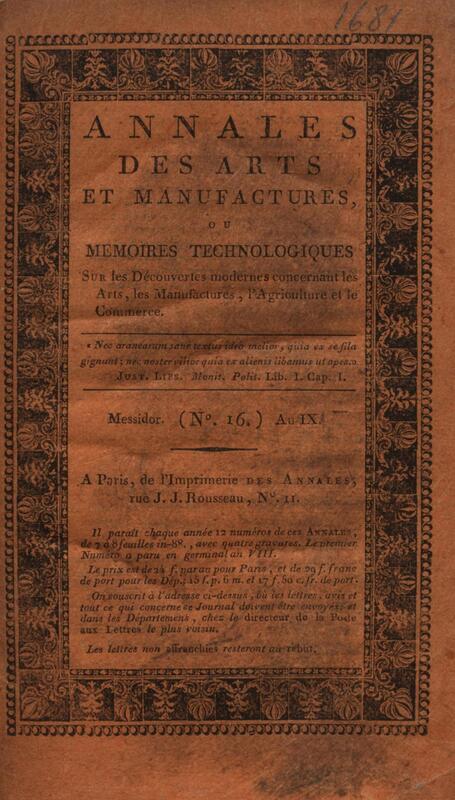 1681
ANNALES
DES ARTS
ET MANUFACTURES,
OU
MEMOIRES TECHNOLOGIQUES
SUR les Découvertes modernes concernant les
Arts, les Manufactures, l'Agriculture et le
Commerce.
« Nec aranearum sane textus ideo melior, quia ex se fila
gignunt; nec noster vilior quia ex alienis libamus ut apes.»
JUST. LIPS. Monit. Polit. Lib. I. Cap. I.
Messidor. (No. 16.) An IX.
A Paris, de l'Imprimerie DES ANNALES,
rue J. J. Rousseau, No. 11.
Il paraît chaque année 12 numéros de ces ANNALES,
de 7 à 8 feuilles in-8o., avec quatre gravures. Le premier
Numéro a paru en germinal an VIII.
Le prix est de 24 f. par an pour Paris, et de 29 f. franc
de port pour les Dép.; 15 f. p. 6 m. et 17 f. 50 c. fr. de port.
On souscrit à l'adresse ci-dessus, où les lettres, avis et
tout ce qui concerne ce Journal doivent être envoyés; et
dans les Départemens, chez le directeur de la Poste
aux Lettres le plus voisin.
Les lettres non affranchies resteront au rebut.